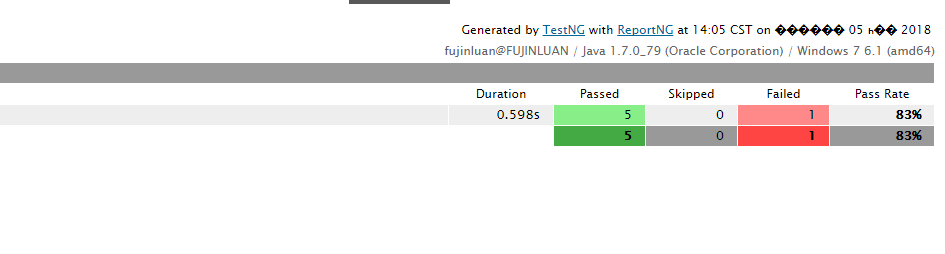 Generated by TestNG with ReportNG at 14:05 CST on ������ 05 һ�� 2018
fujinluan@FUJINLUAN / Java 1.7.0_79 (Oracle Corporation) / Windows 7 6.1 (amd64)
Duration Passed Skipped Failed Pass Rate
0.598s 5 0 1 83%
5 0 1 83%